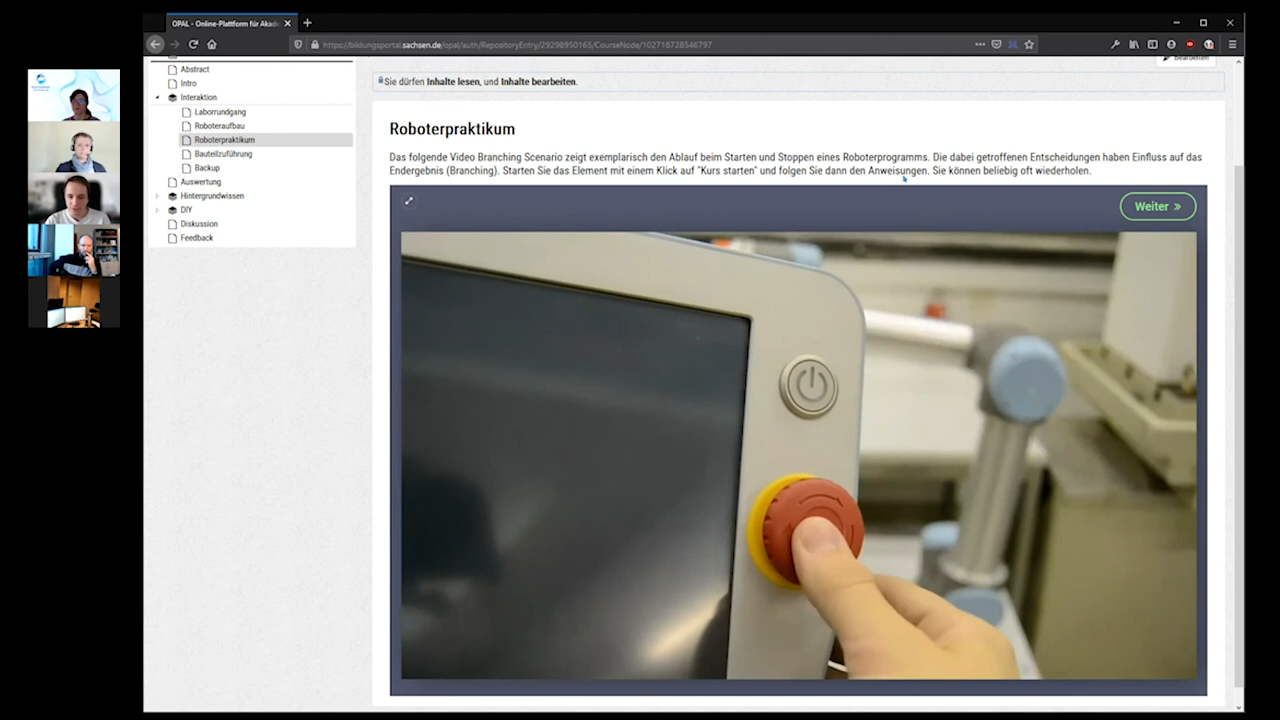 OPAL - Online-Plattform für Akade
https://bildungsportal.sachsen.de/opal/auth/RepositoryEntry/29298950165/CourseNode/102718728546797
Abstract
Intro
Interaktion
Laborrundgang
Roboteraufbau
Roboterpraktikum
Bauteilzuführung
Backup
Auswertung
Hintergrundwissen
DIY
Diskussion
Feedback
Bearbeiten
Sie dürfen Inhalte lesen, und Inhalte bearbeiten.
Roboterpraktikum
Das folgende Video Branching Scenario zeigt exemplarisch den Ablauf beim Starten und Stoppen eines Roboterprogramms. Die dabei getroffenen Entscheidungen haben Einfluss auf das
Endergebnis (Branching). Starten Sie das Element mit einem Klick auf "Kurs starten" und folgen Sie dann den Anweisungen. Sie können beliebig oft wiederholen.
Weiter »